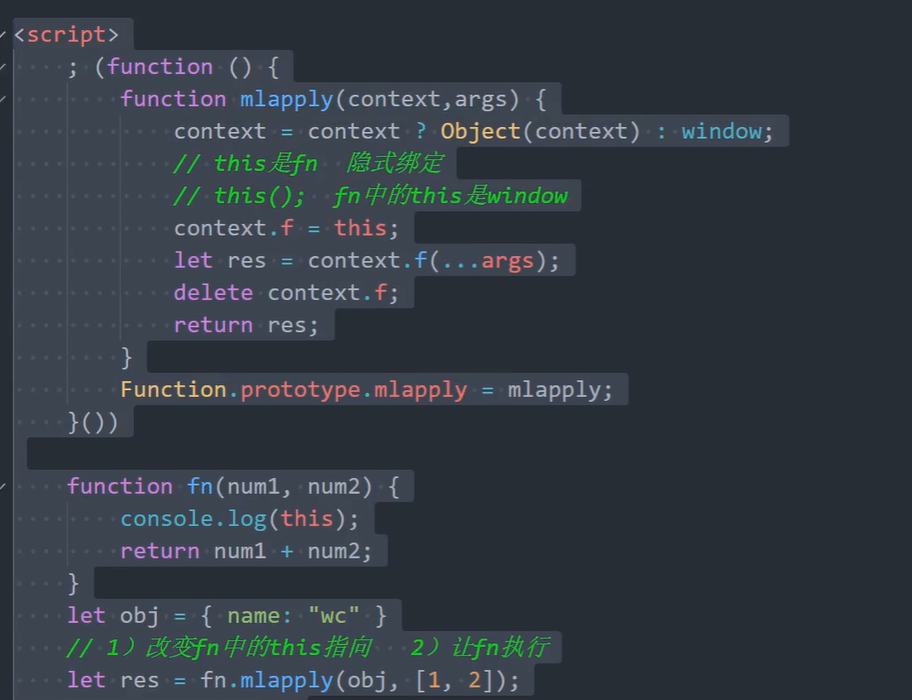 <script>
; (function () {
function mlapply(context,args) {
context = context ? Object(context) : window;
// this是fn  隐式绑定
// this();  fn中的this是window
context.f = this;
let res = context.f(...args);
delete context.f;
return res;
}
Function.prototype.mlapply = mlapply;
}())
function fn(num1, num2) {
console.log(this);
return num1 + num2;
}
let obj = { name: "wc" }
// 1）改变fn中的this指向  2）让fn执行
let res = fn.mlapply(obj, [1, 2]);